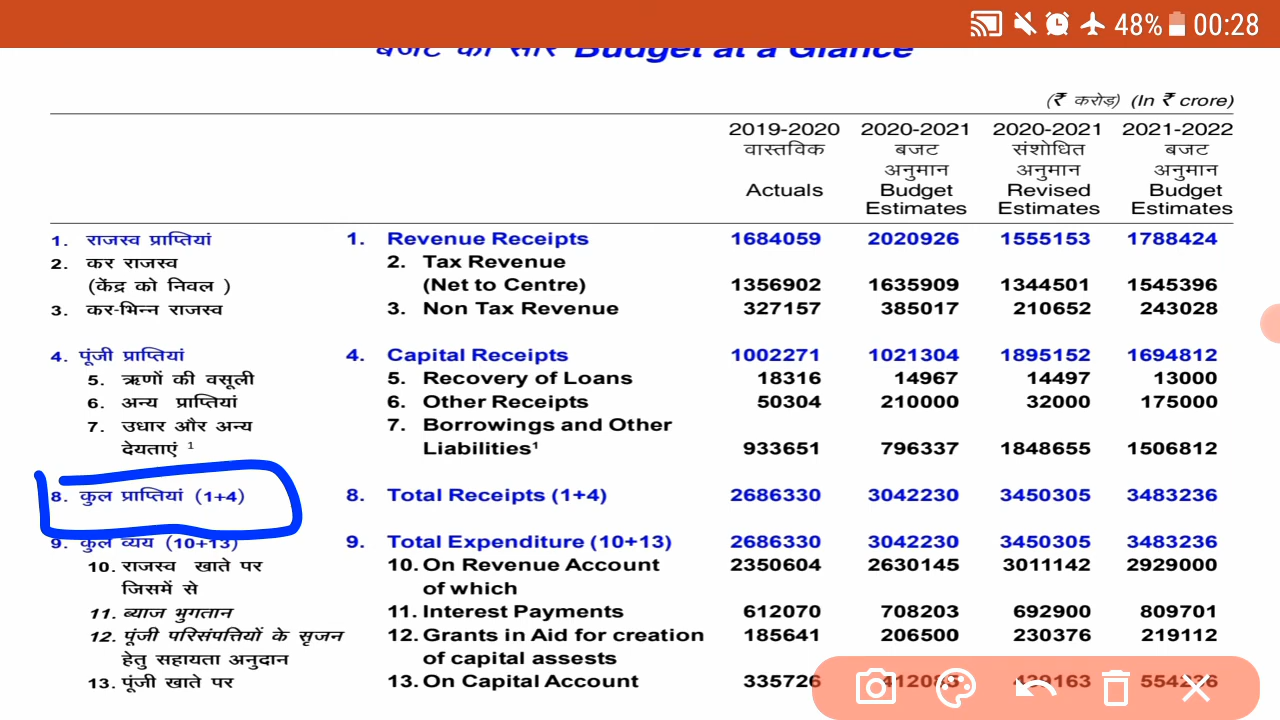 48% 00:28
बजट का सार Budget at a Glance
(₹ करोड़) (In ₹ crore)
2019-2020 2020-2021 2020-2021 2021-2022
वास्तविक बजट संशोधित बजट
अनुमान अनुमान अनुमान
Actuals Budget Revised Budget
Estimates Estimates Estimates
1. राजस्व प्राप्तियां 1. Revenue Receipts 1684059 2020926 1555153 1788424
2. कर राजस्व 2. Tax Revenue
(केंद्र को निवल ) (Net to Centre) 1356902 1635909 1344501 1545396
3. कर-भिन्न राजस्व 3. Non Tax Revenue 327157 385017 210652 243028
4. पूंजी प्राप्तियां 4. Capital Receipts 1002271 1021304 1895152 1694812
5. ऋणों की वसूली 5. Recovery of Loans 18316 14967 14497 13000
6. अन्य प्राप्तियां 6. Other Receipts 50304 210000 32000 175000
7. उधार और अन्य 7. Borrowings and Other
देयताएं 1 Liabilities¹ 933651 796337 1848655 1506812
8. कुल प्राप्तियां (1+4) 8. Total Receipts (1+4) 2686330 3042230 3450305 3483236
9. कुल व्यय (10+13) 9. Total Expenditure (10+13) 2686330 3042230 3450305 3483236
10. राजस्व खाते पर 10. On Revenue Account 2350604 2630145 3011142 2929000
जिसमें से of which
11. ब्याज भुगतान 11. Interest Payments 612070 708203 692900 809701
12. पूंजी परिसंपत्तियों के सृजन 12. Grants in Aid for creation 185641 206500 230376 219112
हेतु सहायता अनुदान of capital assests
13. पूंजी खाते पर 13. On Capital Account 335726 439163 554236